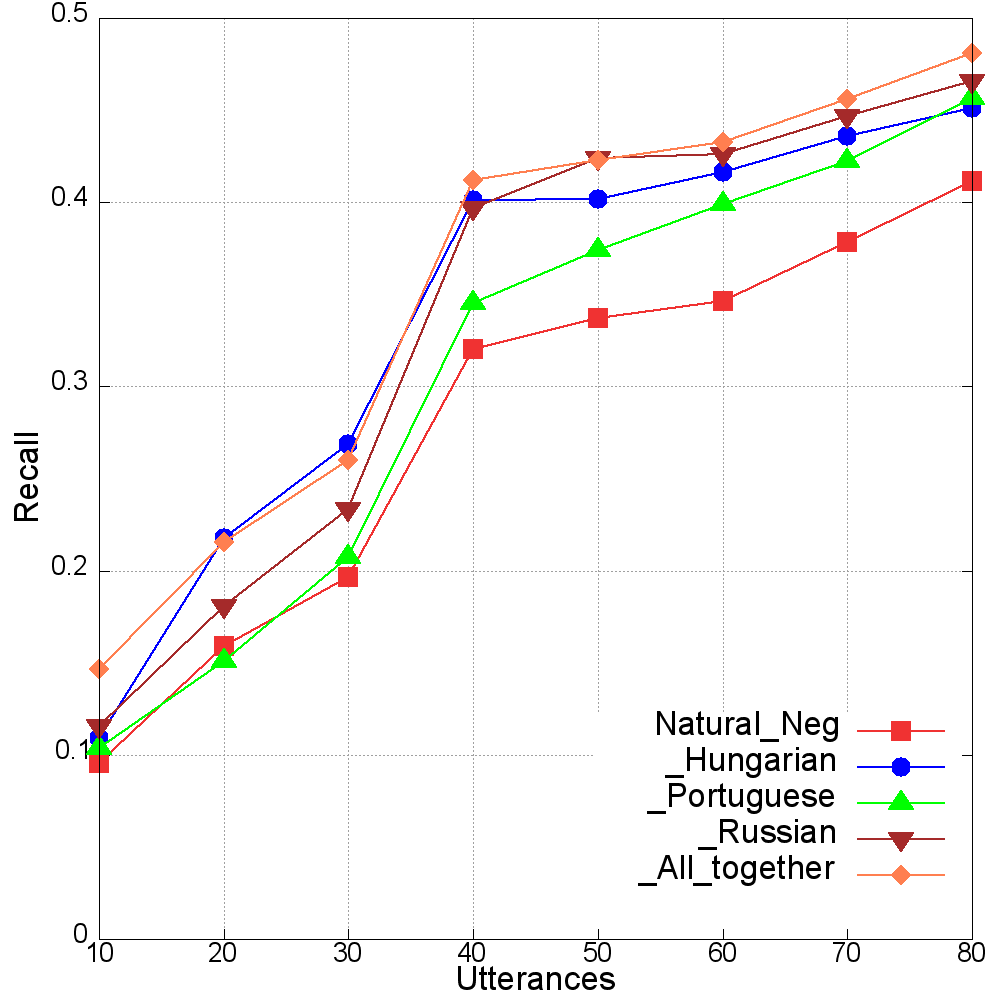 0.5
0.4
0.3
0.2
0.1
0
Recall
10 20 30 40 50 60 70 80
Utterances
Natural_Neg
_Hungarian
_Portuguese
_Russian
_All_together